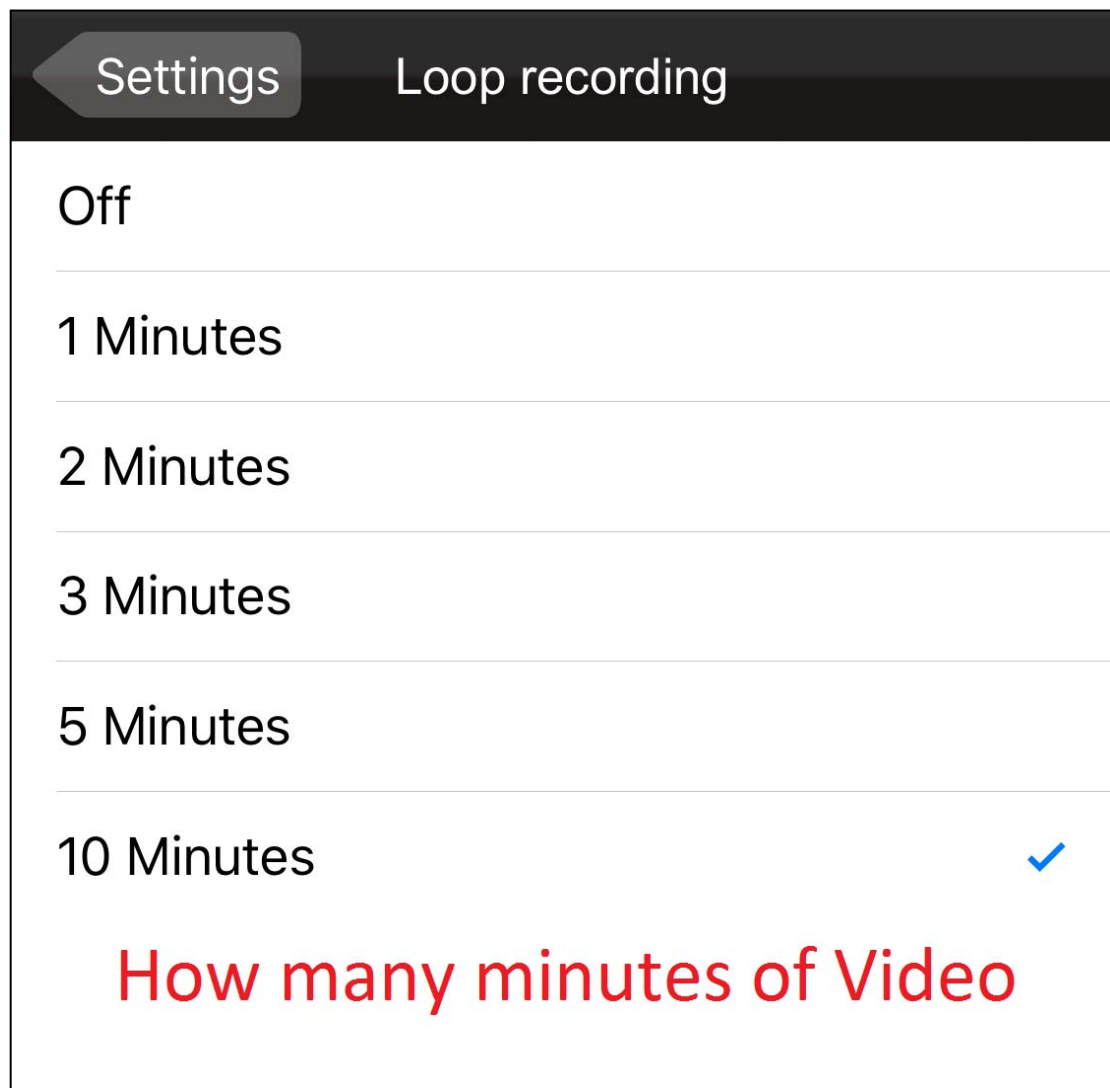 Settings Loop recording
Off
1 Minutes
2 Minutes
3 Minutes
5 Minutes
10 Minutes
How many minutes of Video